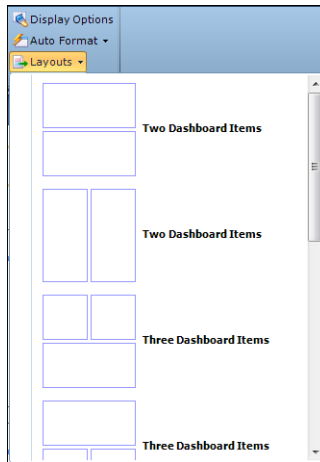 Display Options
Auto Format
Layouts
Two Dashboard Items
Two Dashboard Items
Three Dashboard Items
Three Dashboard Items